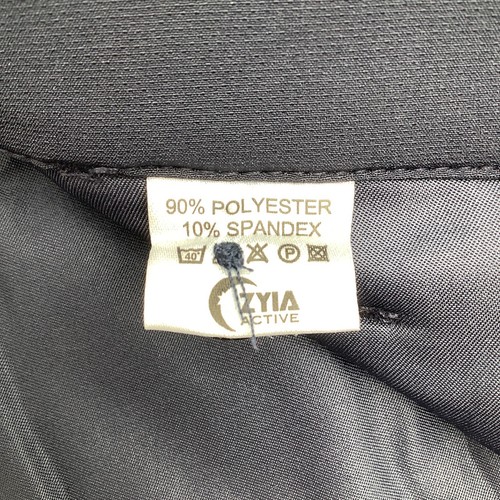 90% POLYESTER
10% SPANDEX
40°
P
ZYIA
ACTIVE